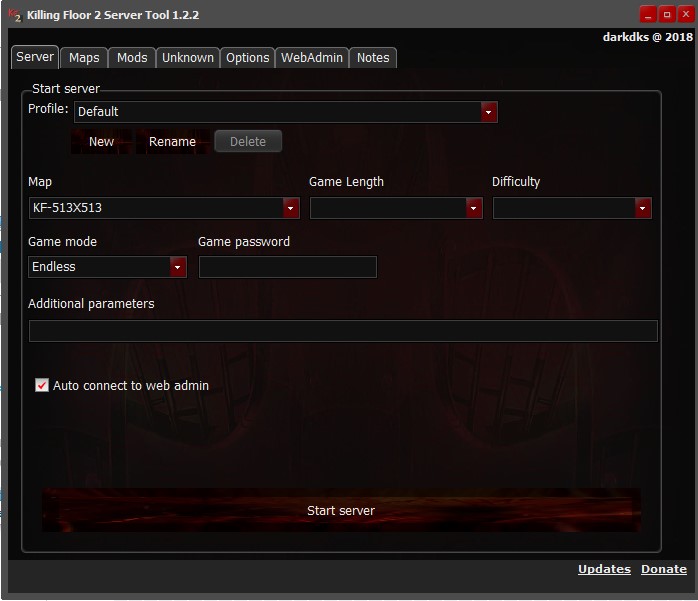 Killing Floor 2 Server Tool 1.2.2
darkdks @ 2018
Server Maps Mods Unknown Options WebAdmin Notes
Start server
Profile: Default
New Rename Delete
Map Game Length Difficulty
KF-513X513
Game mode Game password
Endless
Additional parameters
Auto connect to web admin
Start server
Updates Donate